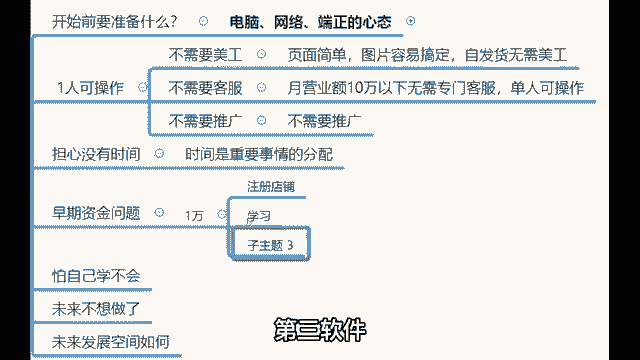 开始前要准备什么？ 电脑、网络、端正的心态
不需要美工 页面简单，图片容易搞定，自发货无需美工
1人可操作 不需要客服 月营业额10万以下无需专门客服，单人可操作
不需要推广 不需要推广
担心没有时间 时间是重要事情的分配
注册店铺
早期资金问题 1万 学习
子主题 3
怕自己学不会
未来不想做了
未来发展空间如何
第三软件